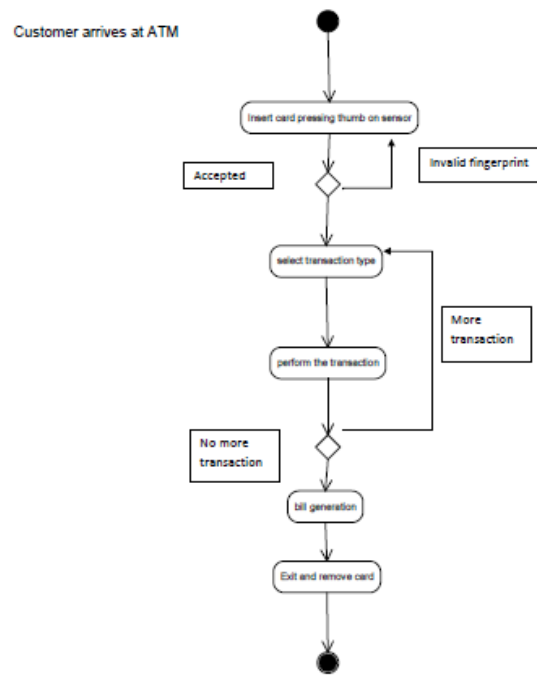 Customer arrives at ATM
Insert card pressing thumb on sensor
Invalid fingerprint
Accepted
select transaction type
More
transaction
perform the transaction
No more
transaction
bill generation
Exit and remove card